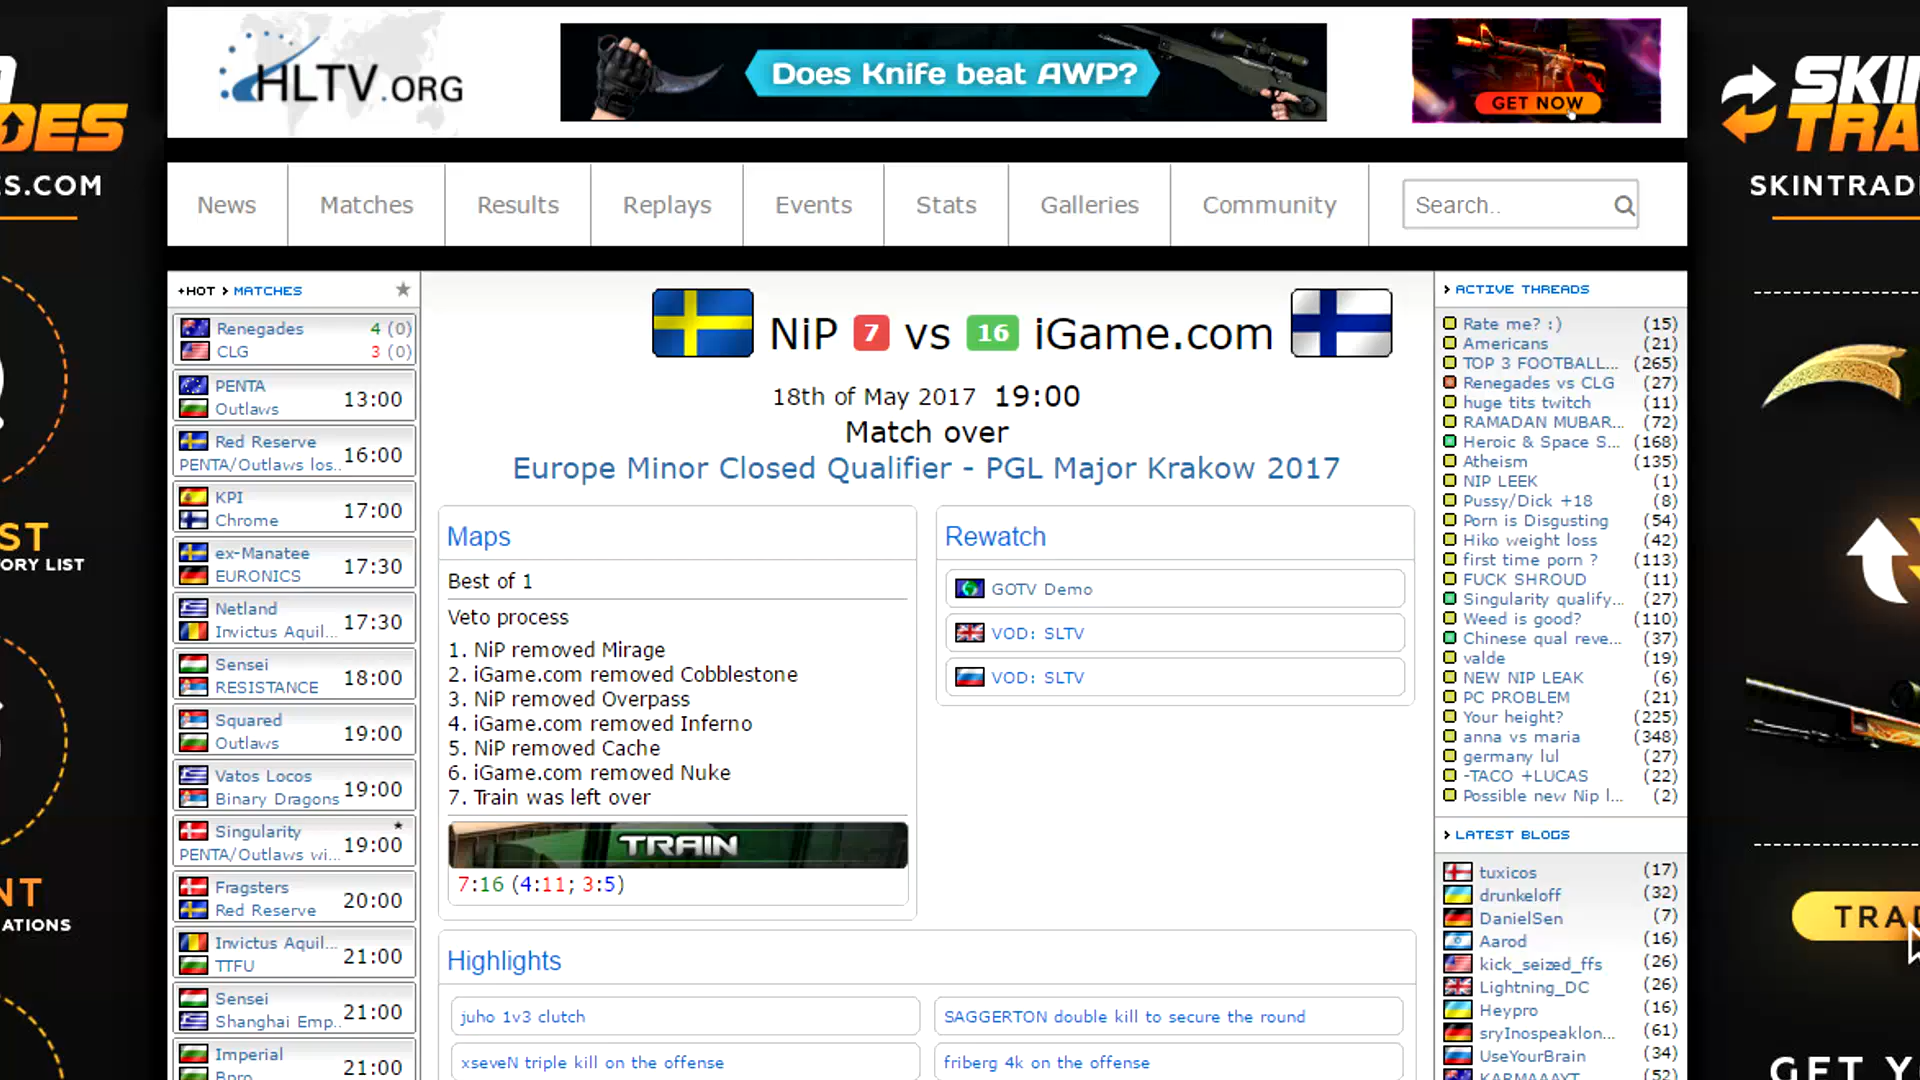 HLTV.ORG
Does Knife beat AWP?
GET NOW
DES
S.COM
SKIN
TRA
SKINTRAD
News
Matches
Results
Replays
Events
Stats
Galleries
Community
Search..
+HOT > MATCHES
Renegades 4 (0)
CLG 3 (0)
PENTA
Outlaws
13:00
Red Reserve
PENTA/Outlaws los..
16:00
KPI
Chrome
17:00
ex-Manatee
EURONICS
17:30
Netland
Invictus Aquil...
17:30
Sensei
RESISTANCE
18:00
Squared
Outlaws
19:00
Vatos Locos
Binary Dragons
19:00
Singularity
PENTA/Outlaws wi...
19:00
Fragsters
Red Reserve
20:00
Invictus Aquil...
TTFU
21:00
Sensei
Shanghai Emp..
21:00
Imperial
Bpro
21:00
NiP 7 vs 16 iGame.com
18th of May 2017 19:00
Match over
Europe Minor Closed Qualifier - PGL Major Krakow 2017
Maps
Best of 1
Veto process
1. NiP removed Mirage
2. iGame.com removed Cobblestone
3. NiP removed Overpass
4. iGame.com removed Inferno
5. NiP removed Cache
6. iGame.com removed Nuke
7. Train was left over
TRAIN
7:16 (4:11; 3:5)
Rewatch
GOTV Demo
VOD: SLTV
VOD: SLTV
Highlights
juho 1v3 clutch
SAGGERTON double kill to secure the round
xseveN triple kill on the offense
friberg 4k on the offense
> ACTIVE THREADS
Rate me? :) (15)
Americans (21)
TOP 3 FOOTBALL... (265)
Renegades vs CLG (27)
huge tits twitch (11)
RAMADAN MUBAR... (72)
Heroic & Space S... (168)
Atheism (135)
NIP LEEK (1)
Pussy/Dick +18 (8)
Porn is Disgusting (54)
Hiko weight loss (42)
first time porn ? (113)
FUCK SHROUD (11)
Singularity qualify... (27)
Weed is good? (110)
Chinese qual reve... (37)
valde (19)
NEW NIP LEAK (6)
PC PROBLEM (21)
Your height? (225)
anna vs maria (348)
germany lul (27)
-TACO +LUCAS (22)
Possible new Nip l... (2)
> LATEST BLOGS
tuxicos (17)
drunkeloff (32)
DanielSen (7)
Aarod (16)
kick_seized_ffs (26)
Lightning_DC (26)
Heypro (16)
sryInospeaklon... (61)
UseYourBrain (34)
KARMAAAYT (52)
ST
ORY LIST
NT
ATIONS
TRAD
GET Y